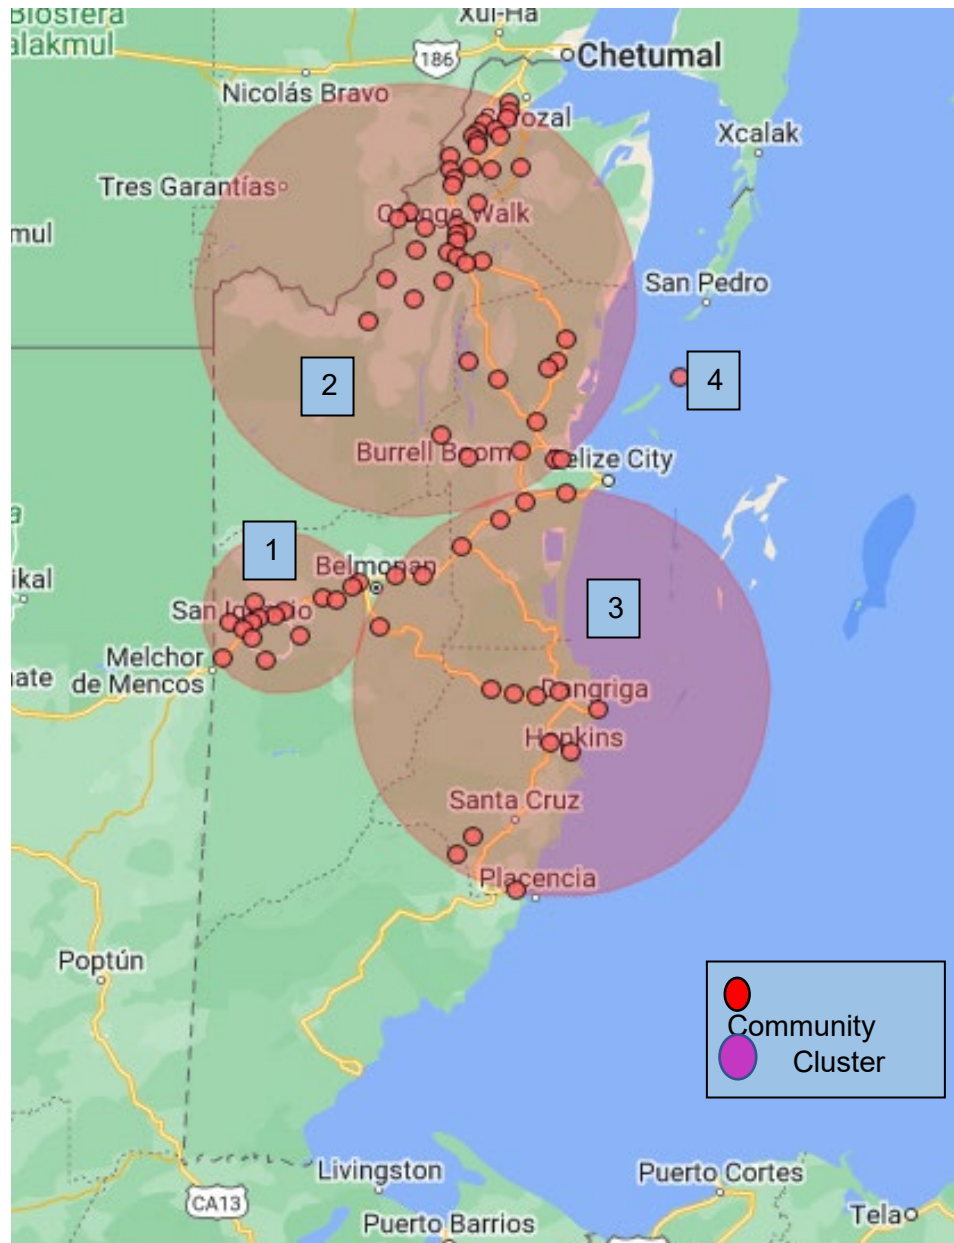 Biosfera
alakmul
Xul-Ha
186
Chetumal
Nicolás Bravo
Xcalak
Tres Garantías
mul
Orange Walk
San Pedro
2
4
Burrell Boom
Belize City
1
ikal
Belmopan
San Ignacio
3
Melchor
de Mencos
ate
Dangriga
Hopkins
Santa Cruz
Placencia
Poptún
Community
Cluster
Livingston
Puerto Cortes
CA13
Tela
Puerto Barrios